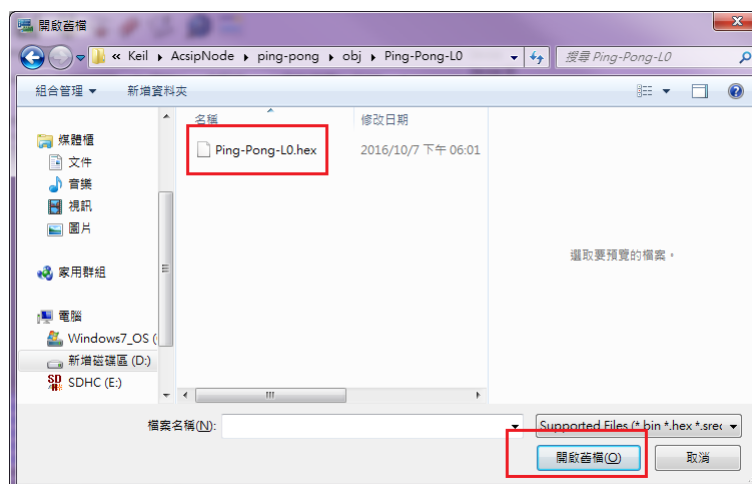 開啟舊檔
« Keil ▸ AcsipNode ▸ ping-pong ▸ obj ▸ Ping-Pong-L0
搜尋 Ping-Pong-L0
組合管理 ▼ 新增資料夾
名稱 修改日期
Ping-Pong-L0.hex 2016/10/7 下午 06:01
媒體櫃
文件
音樂
視訊
圖片
家用群組
電腦
Windows7_OS (
新增磁碟區 (D:)
SDHC (E:)
選取要預覽的檔案。
檔案名稱(N):
Supported Files (*.bin *.hex *.srec
開啟舊檔(O) 取消